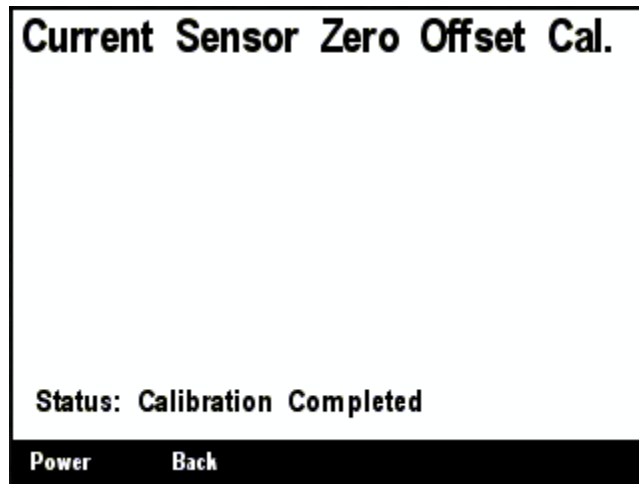 Current Sensor Zero Offset Cal.
Status: Calibration Completed
Power Back